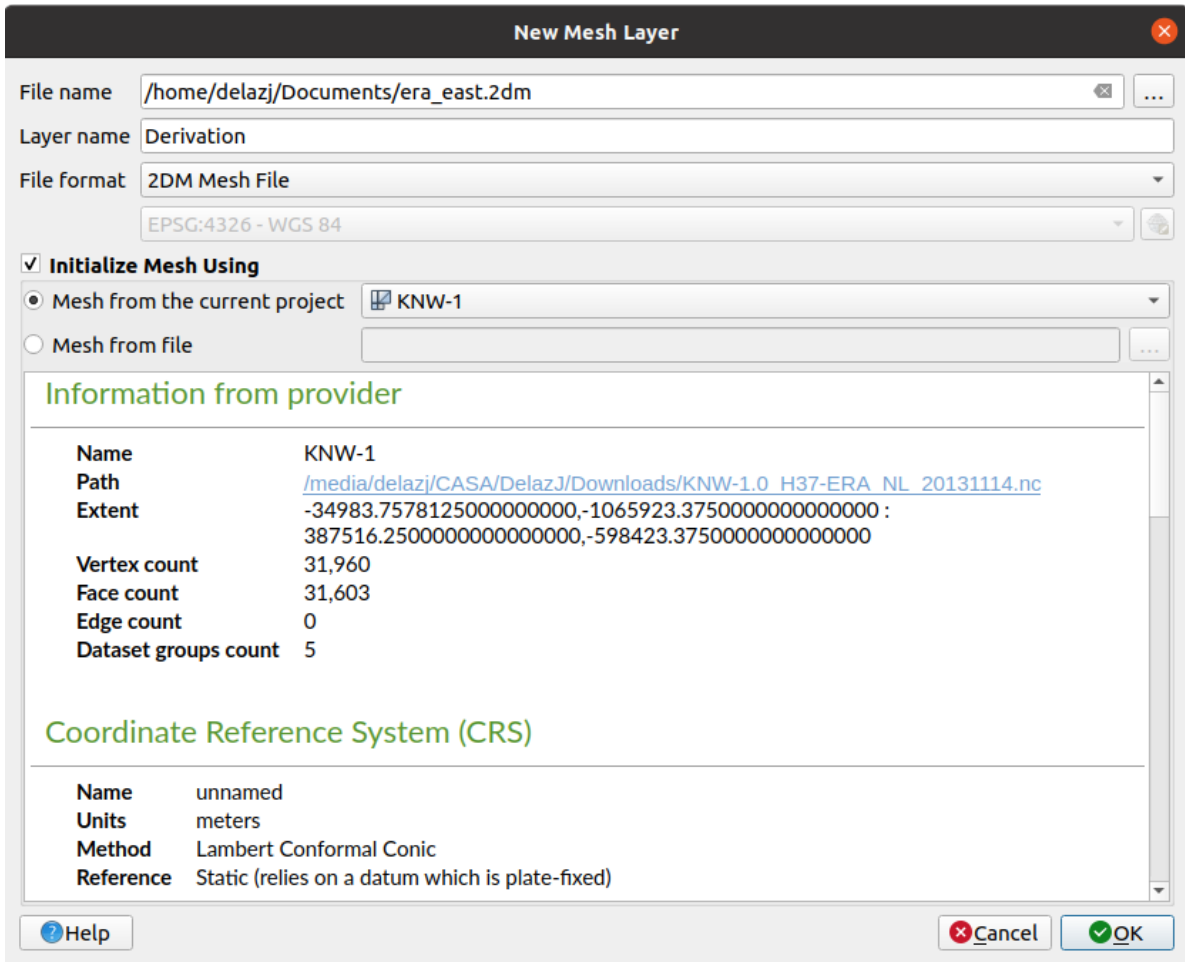 New Mesh Layer
File name /home/delazj/Documents/era_east.2dm ...
Layer name Derivation
File format 2DM Mesh File
EPSG:4326 - WGS 84
Initialize Mesh Using
Mesh from the current project KNW-1
Mesh from file ...
Information from provider
Name KNW-1
Path /media/delazj/CASA/DelazJ/Downloads/KNW-1.0_H37-ERA_NL_20131114.nc
Extent -34983.7578125000000000,-1065923.3750000000000000 :
387516.2500000000000000,-598423.3750000000000000
Vertex count 31,960
Face count 31,603
Edge count 0
Dataset groups count 5
Coordinate Reference System (CRS)
Name unnamed
Units meters
Method Lambert Conformal Conic
Reference Static (relies on a datum which is plate-fixed)
Help Cancel OK